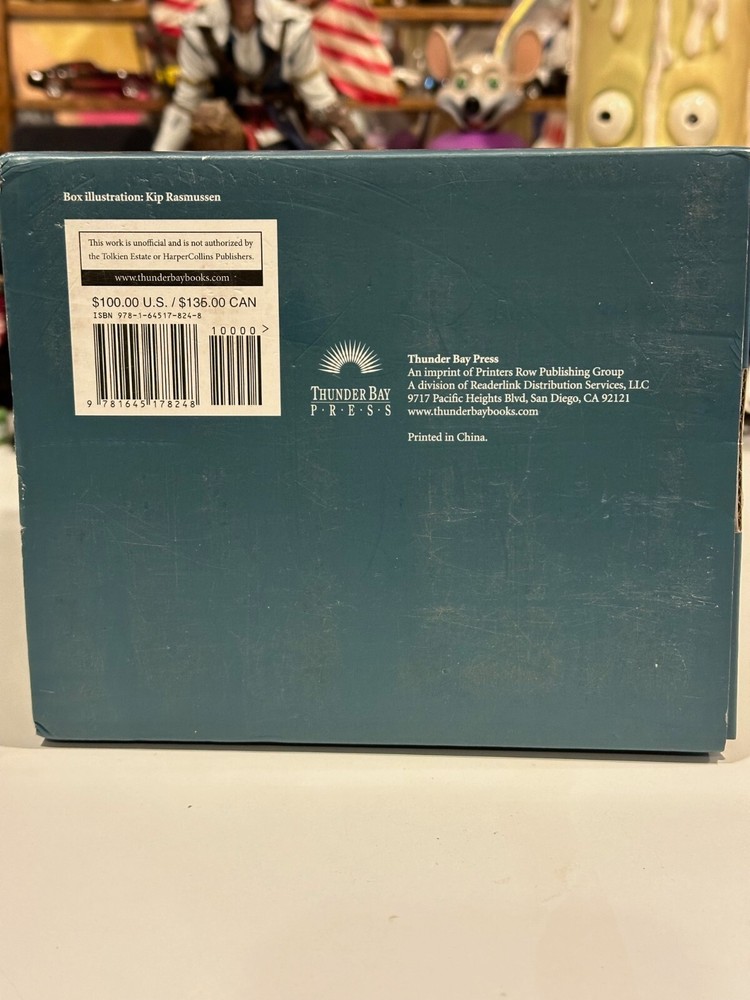 Box illustration: Kip Rasmussen
This work is unofficial and is not authorized by
the Tolkien Estate or HarperCollins Publishers.
www.thunderbaybooks.com
$100.00 U.S. / $135.00 CAN
ISBN 978-1-64517-824-8
10000 >
9 781645 178248
THUNDER BAY
P·R·E·S·S
Thunder Bay Press
An imprint of Printers Row Publishing Group
A division of Readerlink Distribution Services, LLC
9717 Pacific Heights Blvd, San Diego, CA 92121
www.thunderbaybooks.com
Printed in China.